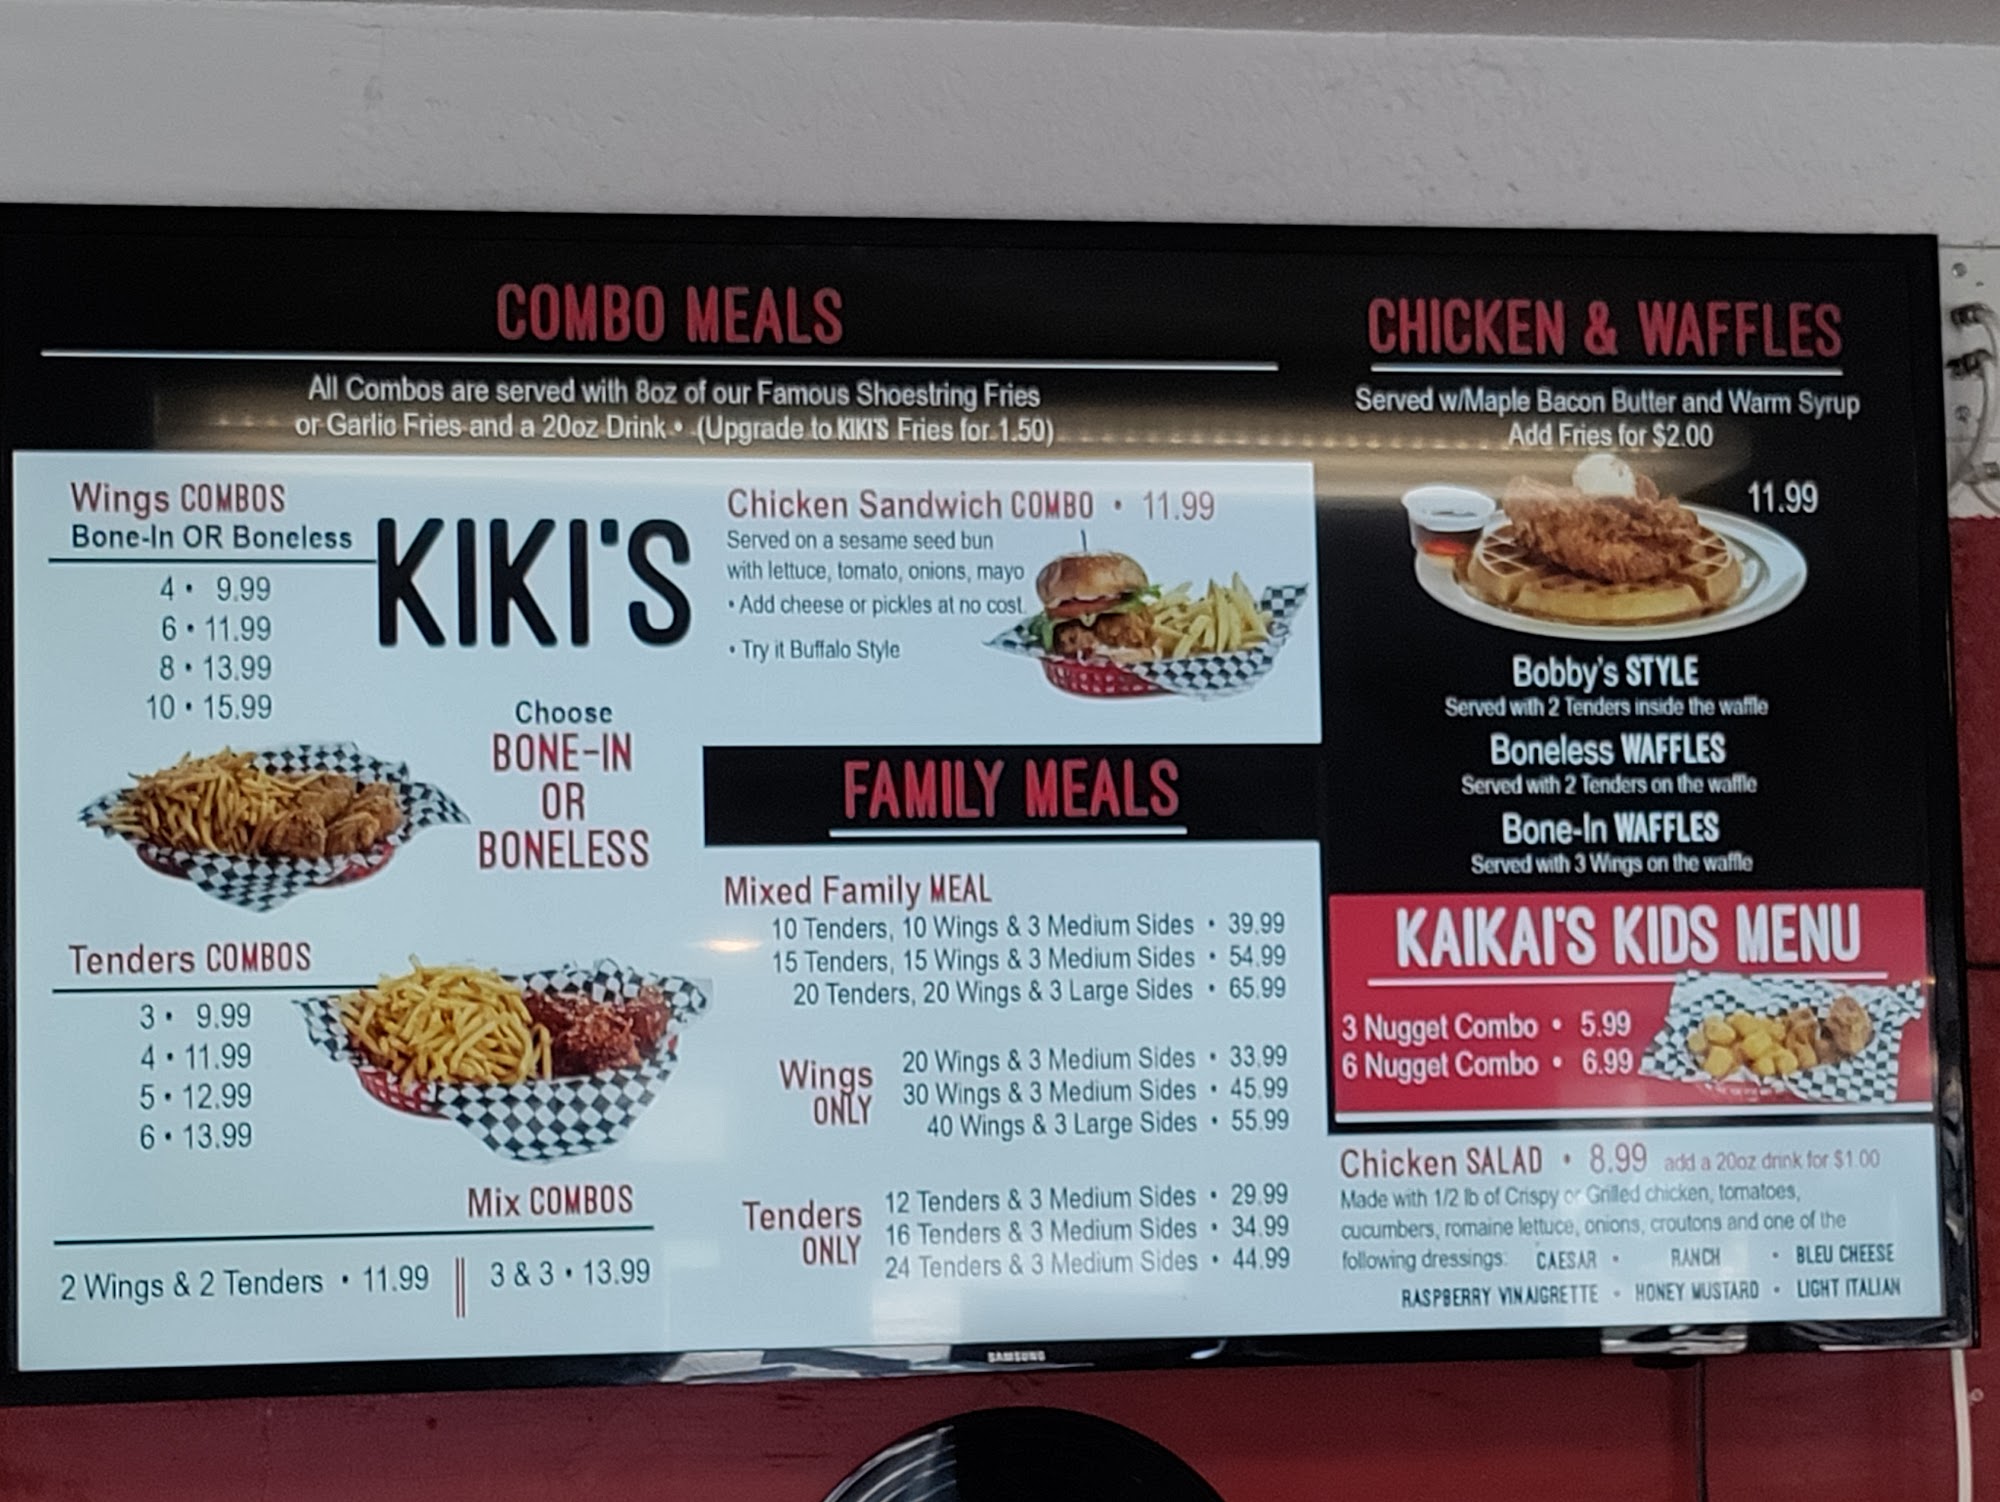 COMBO MEALS
All Combos are served with 8oz of our Famous Shoestring Fries
or Garlic Fries and a 20oz Drink • (Upgrade to KIKI'S Fries for 1.50)
Wings COMBOS
Bone-In OR Boneless
4 • 9.99
6 • 11.99
8 • 13.99
10 • 15.99
KIKI'S
Choose
BONE-IN
OR
BONELESS
Tenders COMBOS
3 • 9.99
4 • 11.99
5 • 12.99
6 • 13.99
Mix COMBOS
2 Wings & 2 Tenders • 11.99
3 & 3 • 13.99
Chicken Sandwich COMBO • 11.99
Served on a sesame seed bun
with lettuce, tomato, onions, mayo
• Add cheese or pickles at no cost.
• Try it Buffalo Style
FAMILY MEALS
Mixed Family MEAL
10 Tenders, 10 Wings & 3 Medium Sides • 39.99
15 Tenders, 15 Wings & 3 Medium Sides • 54.99
20 Tenders, 20 Wings & 3 Large Sides • 65.99
Wings
ONLY
20 Wings & 3 Medium Sides • 33.99
30 Wings & 3 Medium Sides • 45.99
40 Wings & 3 Large Sides • 55.99
Tenders
ONLY
12 Tenders & 3 Medium Sides • 29.99
16 Tenders & 3 Medium Sides • 34.99
24 Tenders & 3 Medium Sides • 44.99
CHICKEN & WAFFLES
Served w/Maple Bacon Butter and Warm Syrup
Add Fries for $2.00
11.99
Bobby's STYLE
Served with 2 Tenders inside the waffle
Boneless WAFFLES
Served with 2 Tenders on the waffle
Bone-In WAFFLES
Served with 3 Wings on the waffle
KAIKAI'S KIDS MENU
3 Nugget Combo • 5.99
6 Nugget Combo • 6.99
Chicken SALAD • 8.99 add a 20oz drink for $1.00
Made with 1/2 lb of Crispy or Grilled chicken, tomatoes,
cucumbers, romaine lettuce, onions, croutons and one of the
following dressings: CAESAR • RANCH • BLEU CHEESE
RASPBERRY VINAIGRETTE • HONEY MUSTARD • LIGHT ITALIAN
SAMSUNG